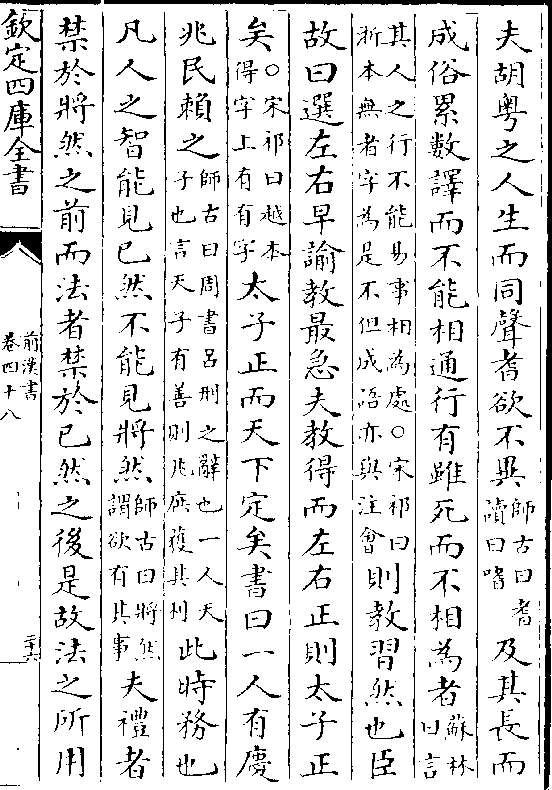 夫胡粤之人生而同聲耆欲不異師古曰耆讀曰嗜及其長而
成俗累數譯而不能相通行有雖死而不相為者蘇林曰言
其人之行不能易事相為處○宋祁曰浙本無者字為是不但成語亦與注會則教習然也臣
故曰選左右早諭教最急夫教得而左右正則太子正
矣○宋祁曰越本得字上有有字太子正而天下定矣書曰一人有慶
兆民賴之師古曰周書呂刑之辭也一人天子也言天子有善則兆庶獲其利此時務也
凡人之智能見已然不能見將然師古曰將然謂欲有其事夫禮者
禁於將然之前而法者禁於已然之後是故法之所用
欽定四庫全書
前漢書
卷四十八
二十六